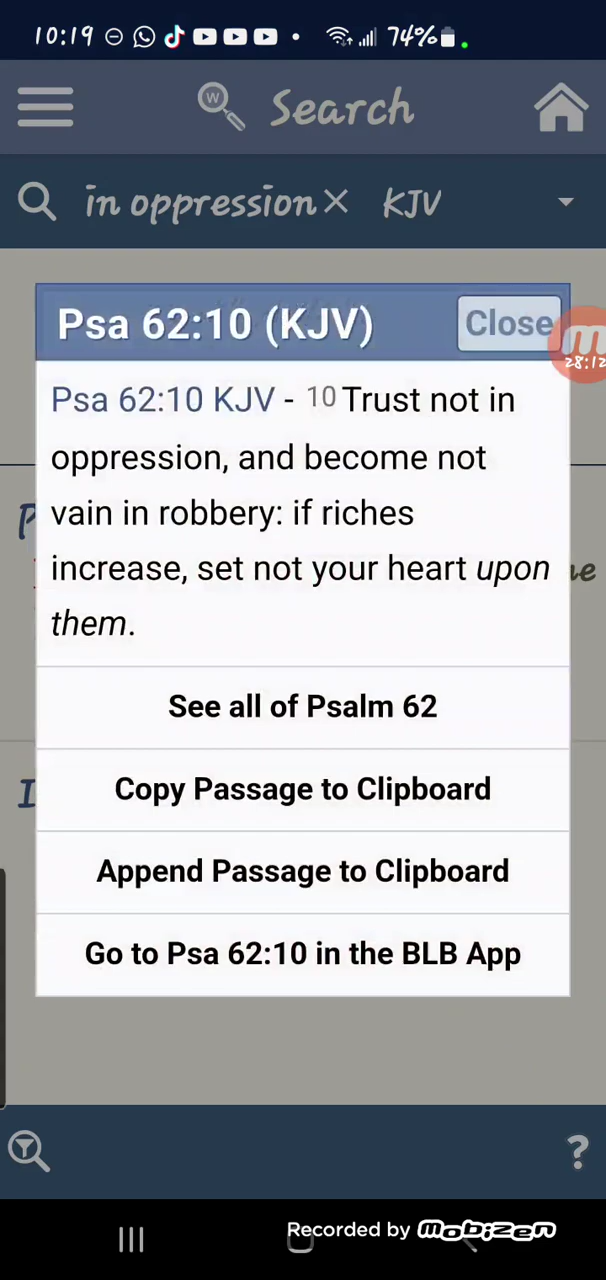 10:19 74%
Search
in oppression × KJV
Psa 62:10 (KJV)
Close
28:12
Psa 62:10 KJV - 10 Trust not in
oppression, and become not
vain in robbery: if riches
increase, set not your heart upon
them.
See all of Psalm 62
Copy Passage to Clipboard
Append Passage to Clipboard
Go to Psa 62:10 in the BLB App
?
Recorded by mobizen